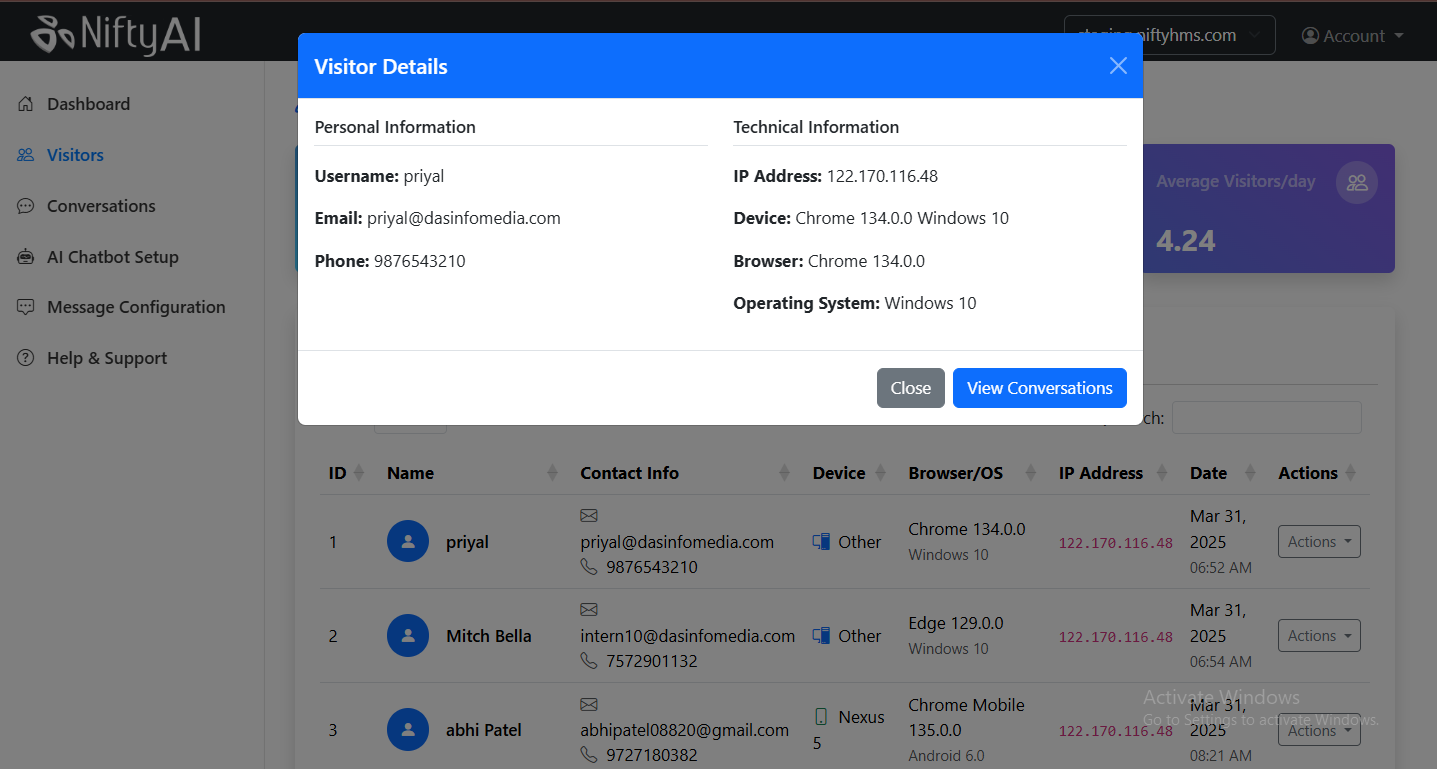 NiftyAI
staging.niftyhms.com
Account
Dashboard
Visitors
Conversations
AI Chatbot Setup
Message Configuration
Help & Support
Visitor Details
Personal Information
Username: priyal
Email: priyal@dasinfomedia.com
Phone: 9876543210
Technical Information
IP Address: 122.170.116.48
Device: Chrome 134.0.0 Windows 10
Browser: Chrome 134.0.0
Operating System: Windows 10
Close
View Conversations
Average Visitors/day
4.24
ch:
ID Name Contact Info Device Browser/OS IP Address Date Actions
1
priyal
priyal@dasinfomedia.com
9876543210
Other
Chrome 134.0.0
Windows 10
122.170.116.48
Mar 31,
2025
06:52 AM
Actions
2
Mitch Bella
intern10@dasinfomedia.com
7572901132
Other
Edge 129.0.0
Windows 10
122.170.116.48
Mar 31,
2025
06:54 AM
Actions
3
abhi Patel
abhipatel08820@gmail.com
9727180382
Nexus
5
Chrome Mobile
135.0.0
Android 6.0
122.170.116.48
Mar 31,
2025
08:21 AM
Actions
Activate Windows
Go to Settings to activate Windows.